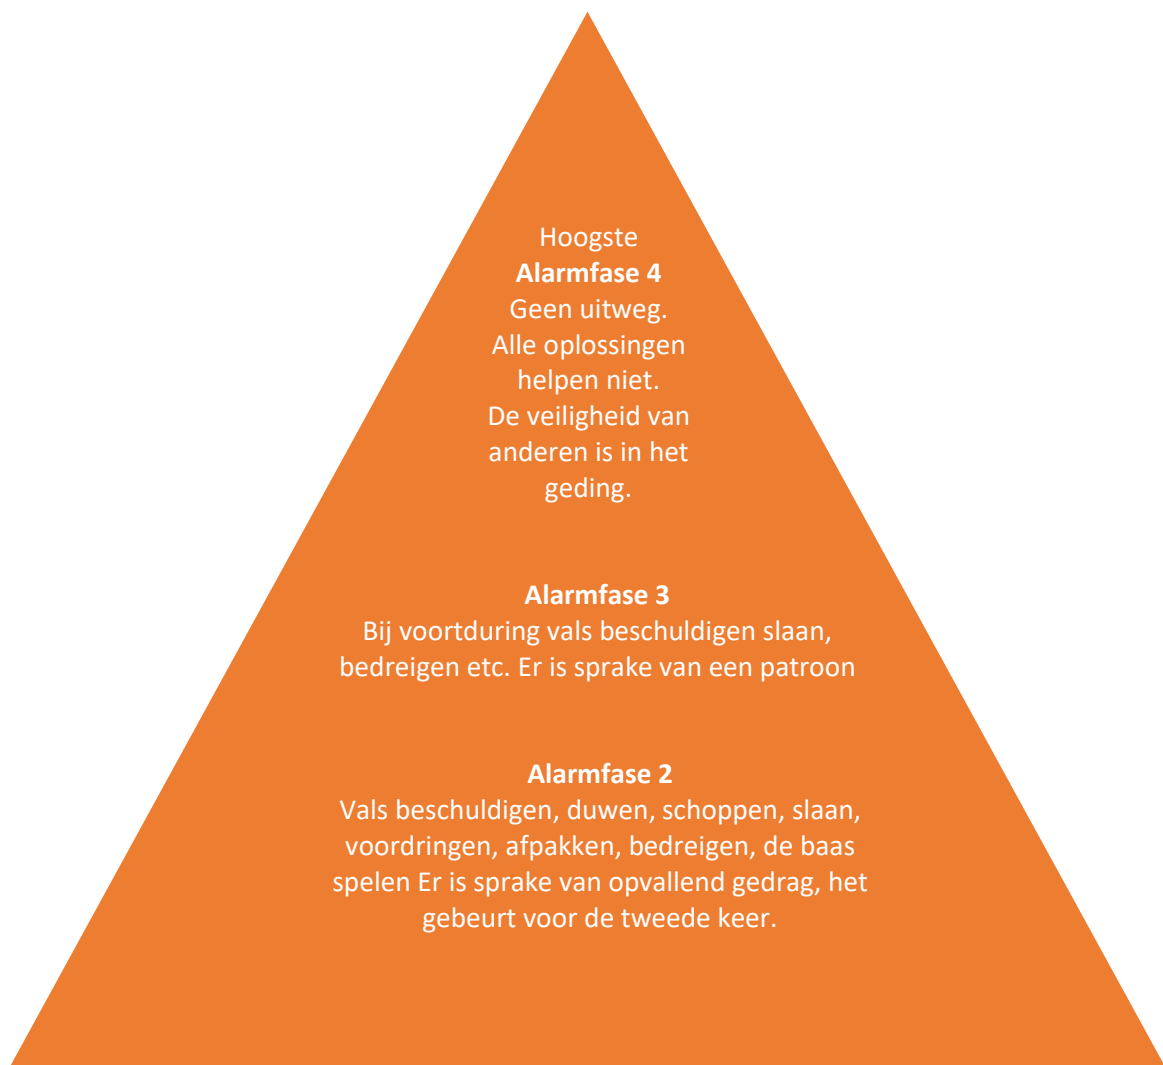 Hoogste
Alarmfase 4
Geen uitweg.
Alle oplossingen
helpen niet.
De veiligheid van
anderen is in het
geding.
Alarmfase 3
Bij voortduring vals beschuldigen slaan,
bedreigen etc. Er is sprake van een patroon
Alarmfase 2
Vals beschuldigen, duwen, schoppen, slaan,
voordringen, afpakken, bedreigen, de baas
spelen Er is sprake van opvallend gedrag, het
gebeurt voor de tweede keer.